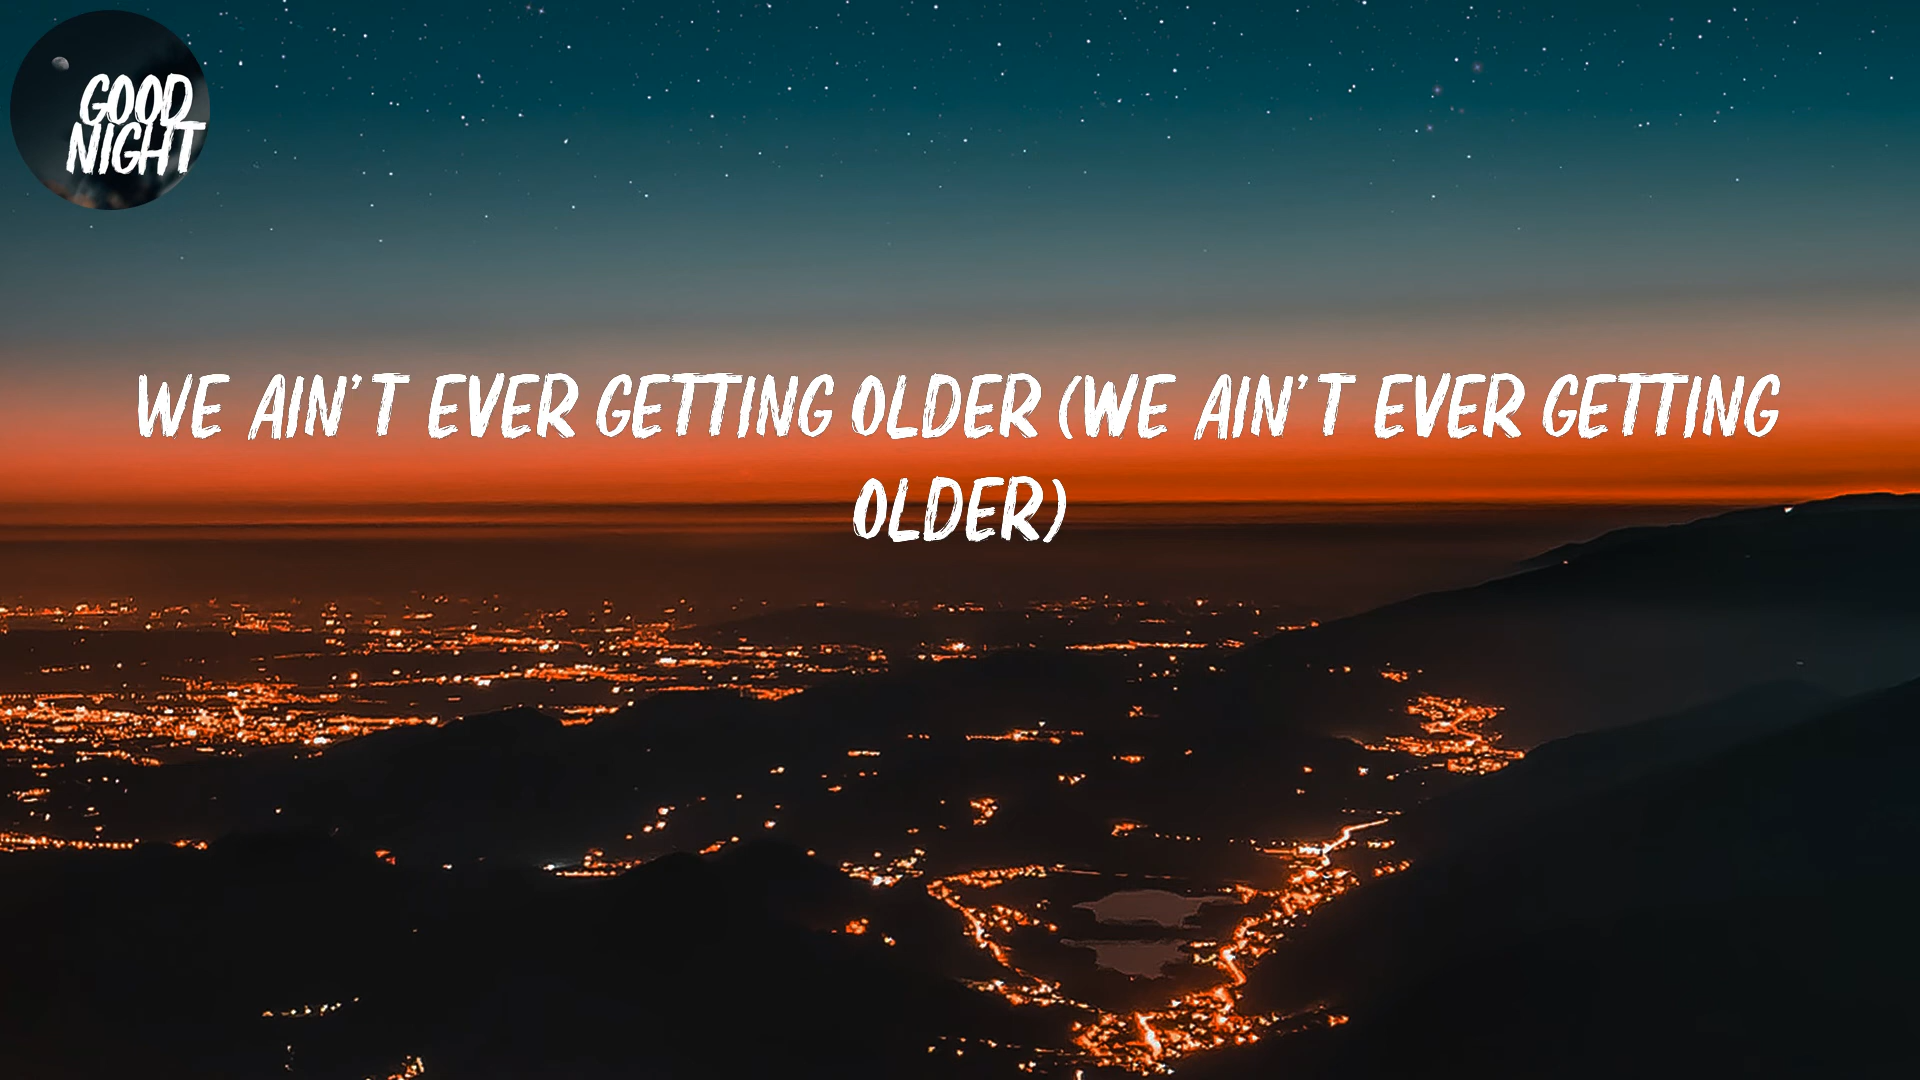 GOOD
NIGHT
WE AIN'T EVER GETTING OLDER (WE AIN'T EVER GETTING
OLDER)